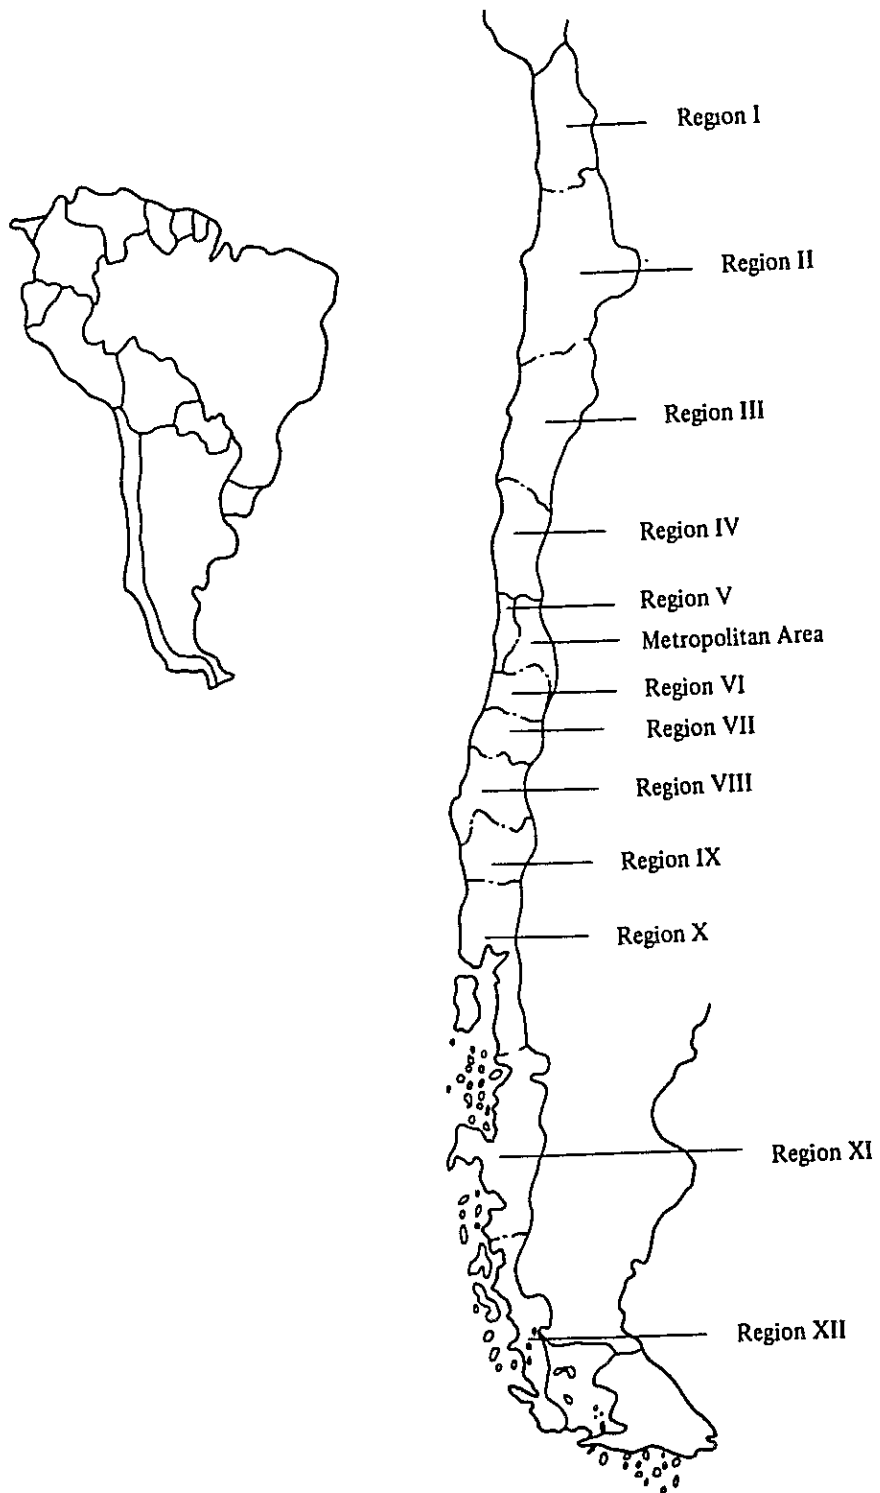 Region I
Region II
Region III
Region IV
Region V
Metropolitan Area
Region VI
Region VII
Region VIII
Region IX
Region X
Region XI
Region XII